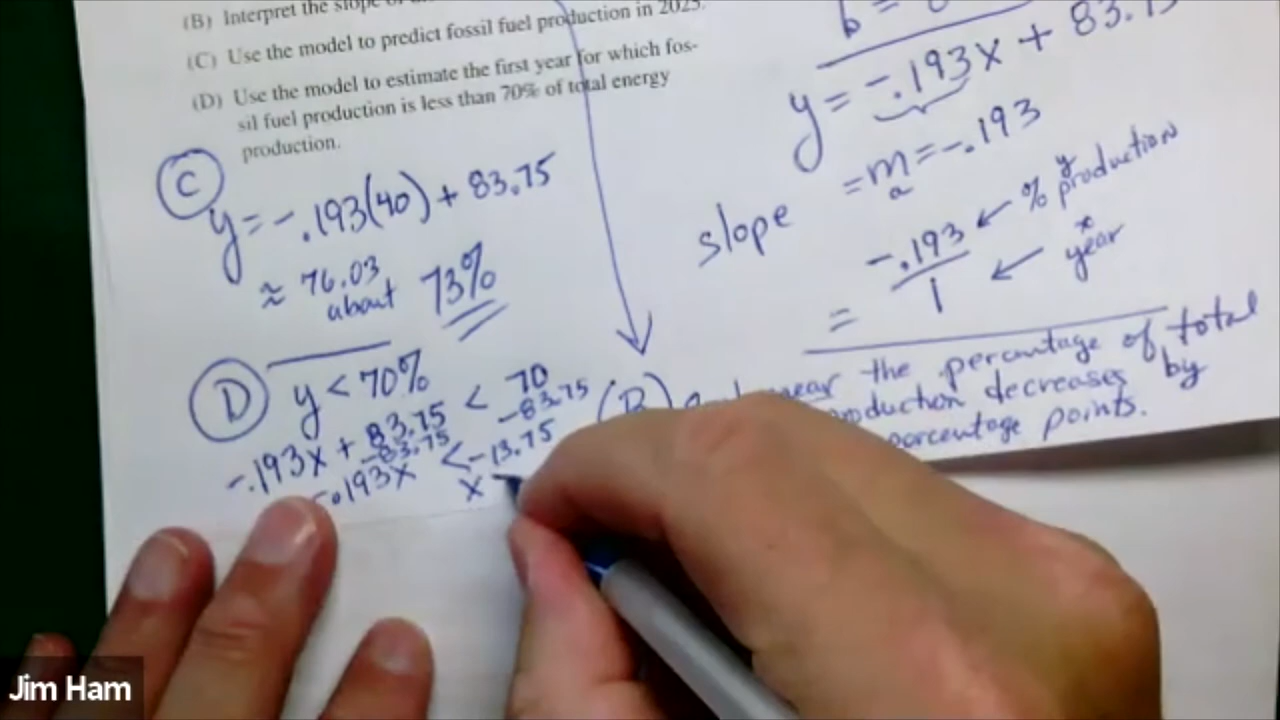 (B) Interpret the slope
(C) Use the model to predict fossil fuel production in 2025.
(D) Use the model to estimate the first year for which fos-
sil fuel production is less than 70% of total energy
production.
C
y = -.193(40) + 83.75
≈ 76.03
about 73%
D y < 70%
-.193x + 83.75 < 70
-83.75 -83.75
-.193x < -13.75
x
b =
y = -.193x + 83.75
= m = -.193
a
slope
= -.193 ← % production y
1 ← year x
(B) year the percentage of total
production decreases by
percentage points.
Jim Ham